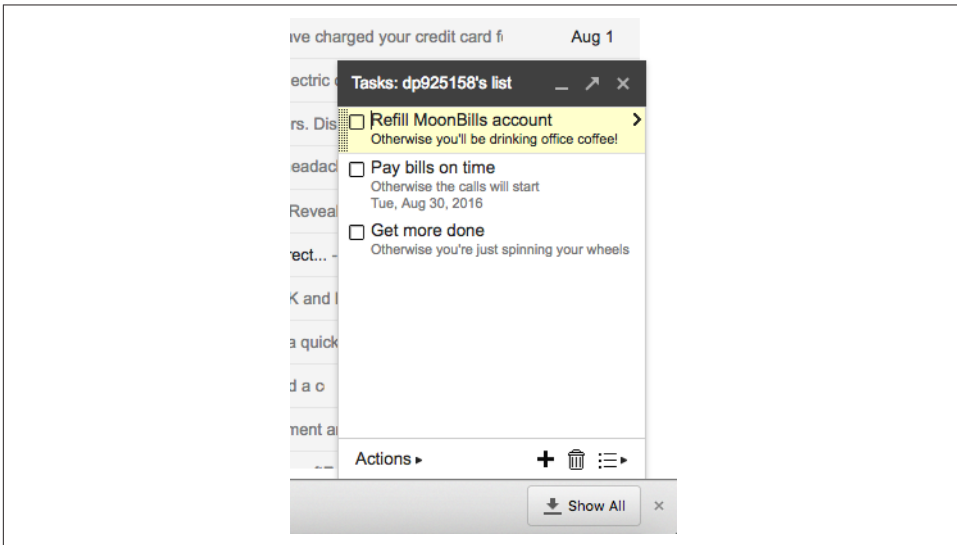 ve charged your credit card f
Aug 1
ectric
Tasks: dp925158's list
rs. Dis
Refill MoonBills account
Otherwise you'll be drinking office coffee!
eadac
Pay bills on time
Otherwise the calls will start
Tue, Aug 30, 2016
Reveal
Get more done
Otherwise you're just spinning your wheels
rect... -
K and
a quick
d a c
ment a
Actions
Show All